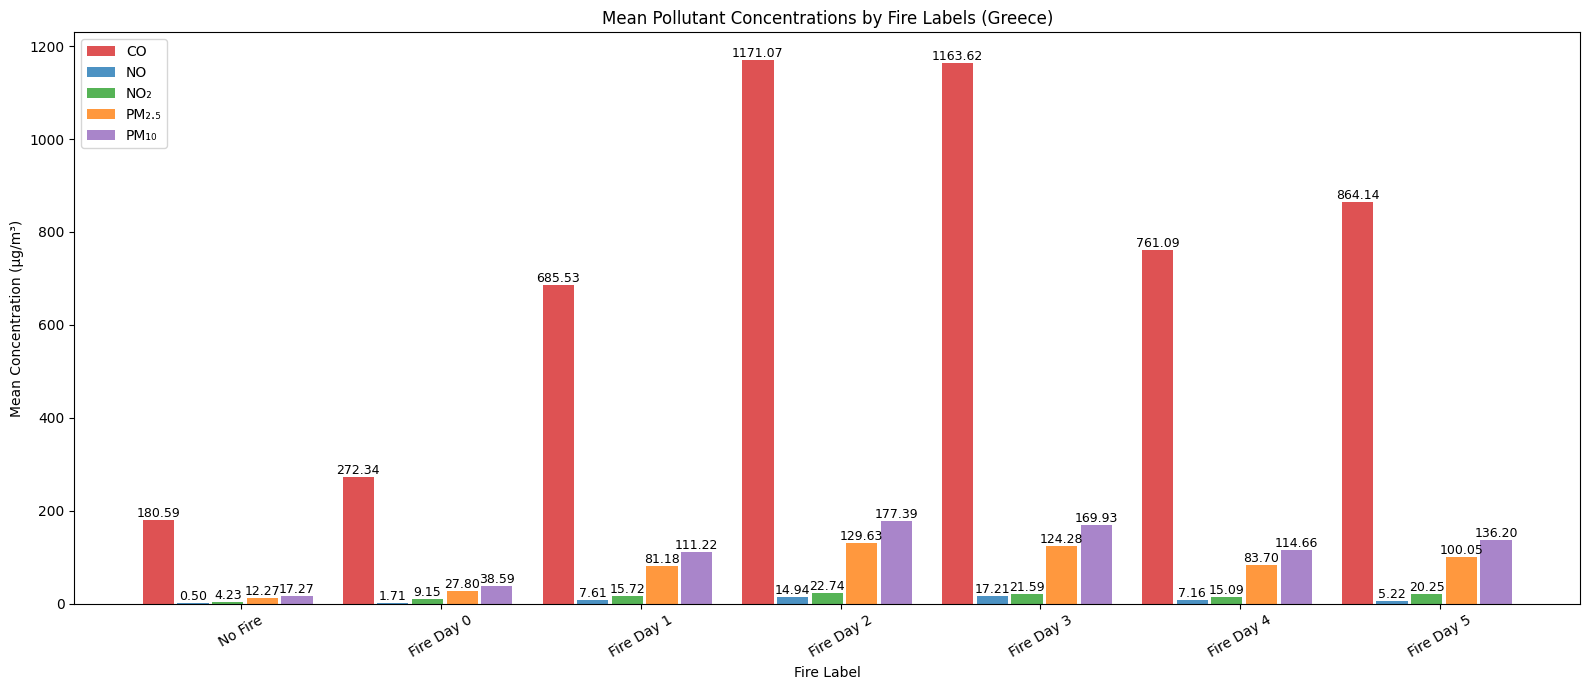 Mean Pollutant Concentrations by Fire Labels (Greece)
CO
NO
NO₂
PM₂.₅
PM₁₀
Mean Concentration (µg/m³)
1200
1000
800
600
400
200
0
180.59
0.50
4.23
12.27
17.27
272.34
1.71
9.15
27.80
38.59
685.53
7.61
15.72
81.18
111.22
1171.07
14.94
22.74
129.63
177.39
1163.62
17.21
21.59
124.28
169.93
761.09
7.16
15.09
83.70
114.66
864.14
5.22
20.25
100.05
136.20
No Fire
Fire Day 0
Fire Day 1
Fire Day 2
Fire Day 3
Fire Day 4
Fire Day 5
Fire Label